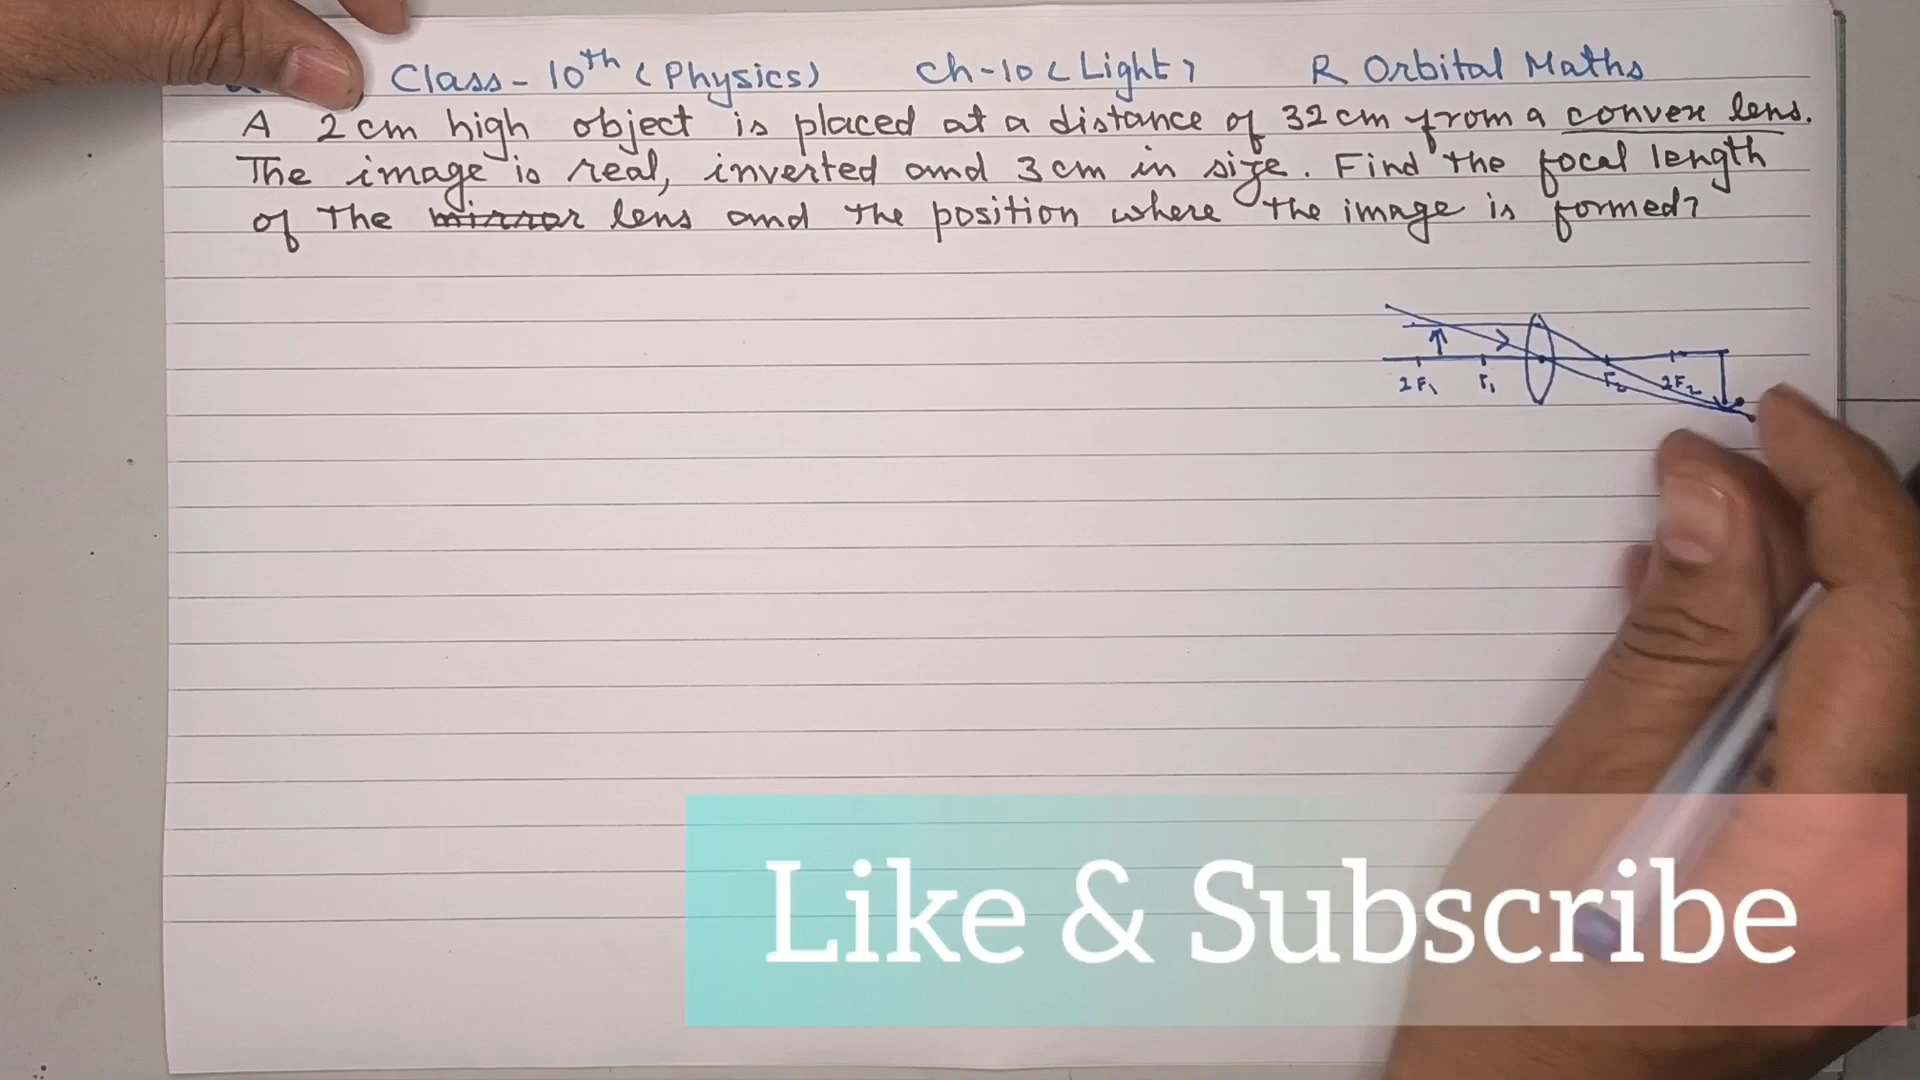 Class - 10th (Physics) Ch-10 (Light) R Orbital Maths
A 2 cm high object is placed at a distance of 32 cm from a convex lens.
The image is real, inverted and 3 cm in size. Find the focal length
of the mirror lens and the position where the image is formed?
2F1 F1 F2 2F2
Like & Subscribe